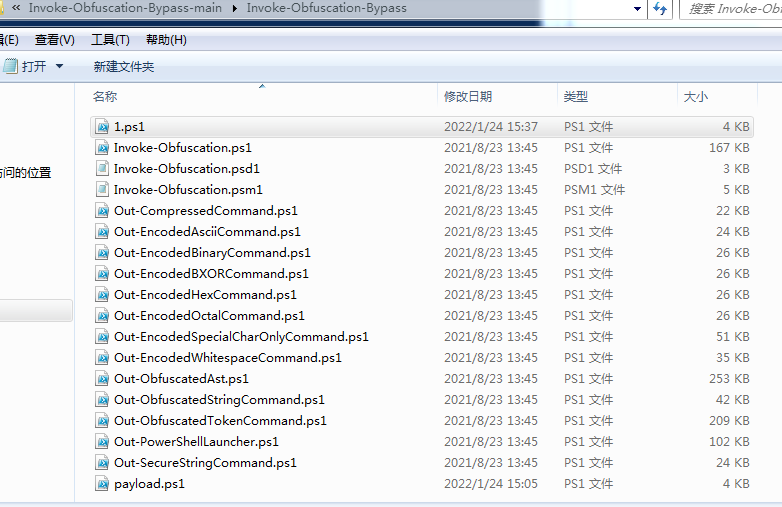 « Invoke-Obfuscation-Bypass-main ▸ Invoke-Obfuscation-Bypass 搜索 Invoke-Obf
(E) 查看(V) 工具(T) 帮助(H)
打开 新建文件夹
名称 修改日期 类型 大小
1.ps1 2022/1/24 15:37 PS1 文件 4 KB
Invoke-Obfuscation.ps1 2021/8/23 13:45 PS1 文件 167 KB
问的位置
Invoke-Obfuscation.psd1 2021/8/23 13:45 PSD1 文件 3 KB
Invoke-Obfuscation.psm1 2021/8/23 13:45 PSM1 文件 5 KB
Out-CompressedCommand.ps1 2021/8/23 13:45 PS1 文件 22 KB
Out-EncodedAsciiCommand.ps1 2021/8/23 13:45 PS1 文件 24 KB
Out-EncodedBinaryCommand.ps1 2021/8/23 13:45 PS1 文件 26 KB
Out-EncodedBXORCommand.ps1 2021/8/23 13:45 PS1 文件 26 KB
Out-EncodedHexCommand.ps1 2021/8/23 13:45 PS1 文件 26 KB
Out-EncodedOctalCommand.ps1 2021/8/23 13:45 PS1 文件 26 KB
Out-EncodedSpecialCharOnlyCommand.ps1 2021/8/23 13:45 PS1 文件 51 KB
Out-EncodedWhitespaceCommand.ps1 2021/8/23 13:45 PS1 文件 35 KB
Out-ObfuscatedAst.ps1 2021/8/23 13:45 PS1 文件 253 KB
Out-ObfuscatedStringCommand.ps1 2021/8/23 13:45 PS1 文件 42 KB
Out-ObfuscatedTokenCommand.ps1 2021/8/23 13:45 PS1 文件 209 KB
Out-PowerShellLauncher.ps1 2021/8/23 13:45 PS1 文件 102 KB
Out-SecureStringCommand.ps1 2021/8/23 13:45 PS1 文件 24 KB
payload.ps1 2022/1/24 15:05 PS1 文件 4 KB